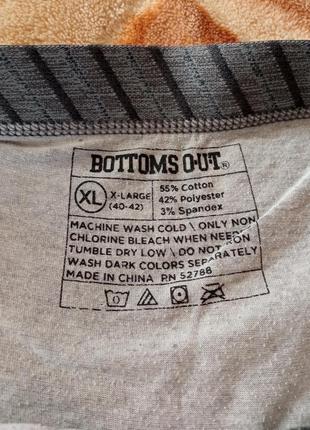 BOTTOMS OUT®
XL X-LARGE (40-42)
55% Cotton
42% Polyester
3% Spandex
MACHINE WASH COLD \ ONLY NON
CHLORINE BLEACH WHEN NEED
TUMBLE DRY LOW \ DO NOT IRON
WASH DARK COLORS SEPARATELY
MADE IN CHINA RN 52788